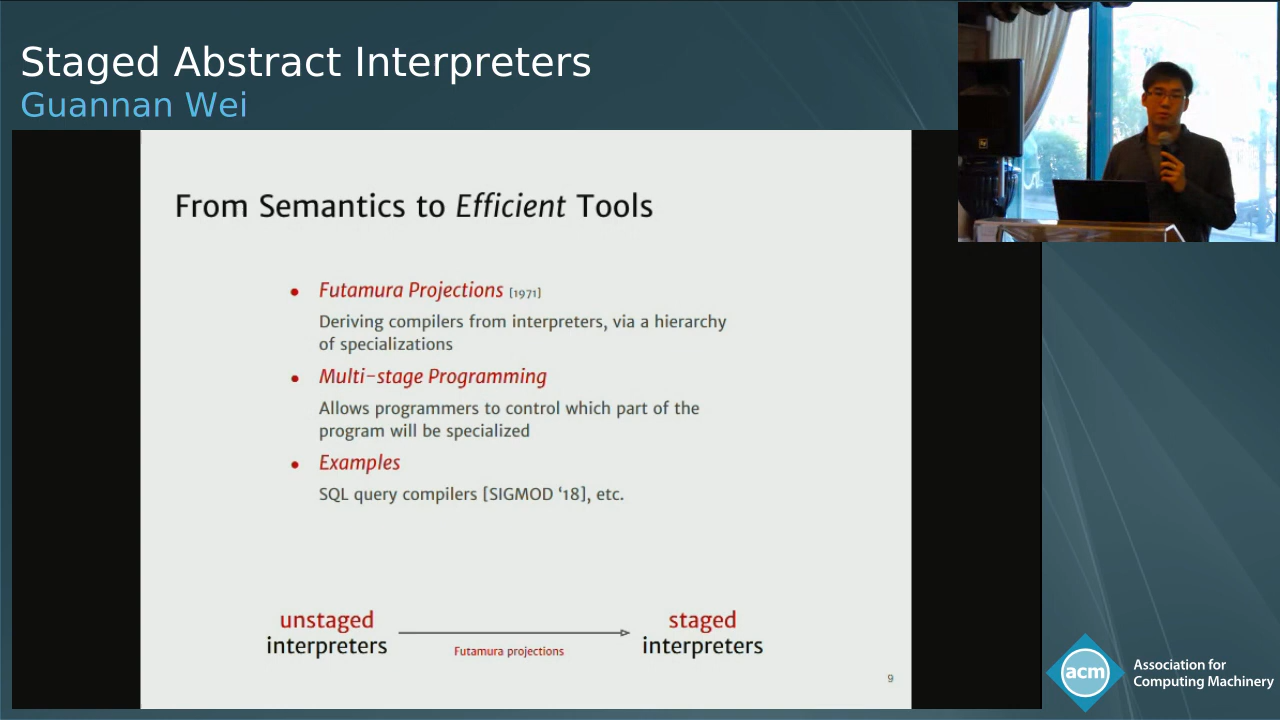 Staged Abstract Interpreters
Guannan Wei
From Semantics to Efficient Tools
• Futamura Projections [1971]
Deriving compilers from interpreters, via a hierarchy
of specializations
• Multi-stage Programming
Allows programmers to control which part of the
program will be specialized
• Examples
SQL query compilers [SIGMOD ‘18], etc.
unstaged
interpreters
Futamura projections
staged
interpreters
9
acm
Association for
Computing Machinery